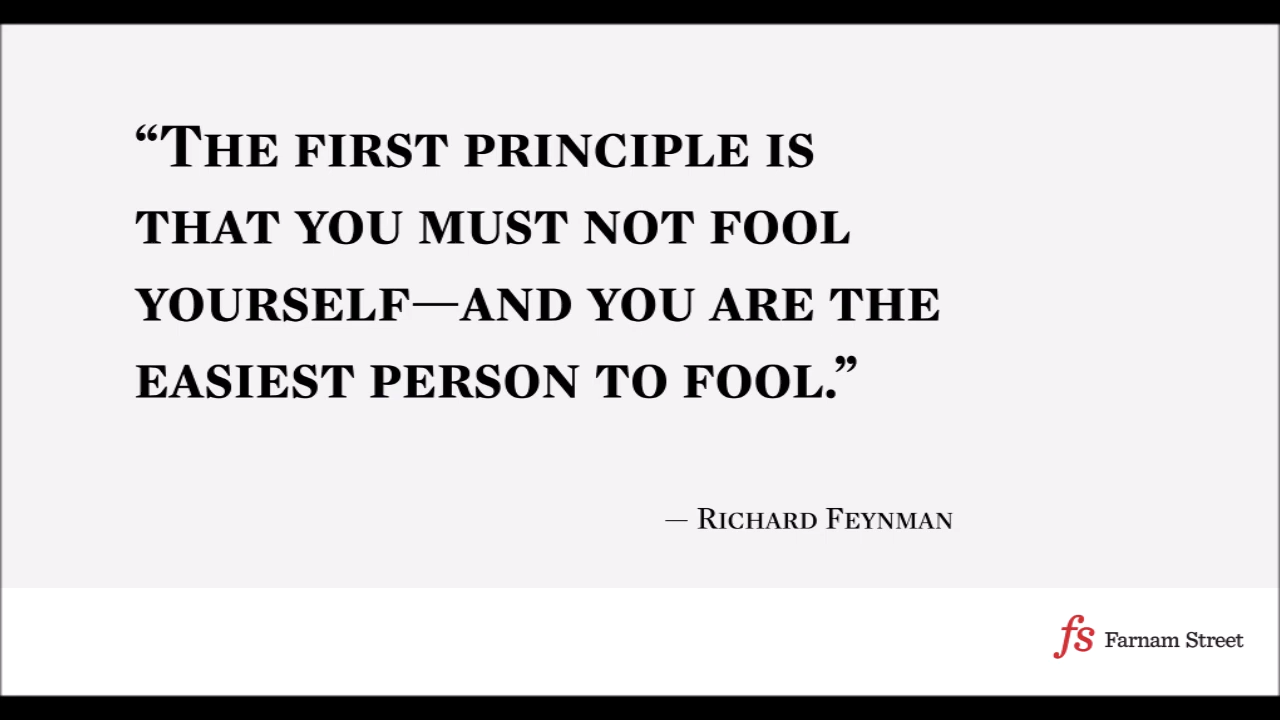 “The first principle is
that you must not fool
yourself—and you are the
easiest person to fool.”
— Richard Feynman
fs Farnam Street